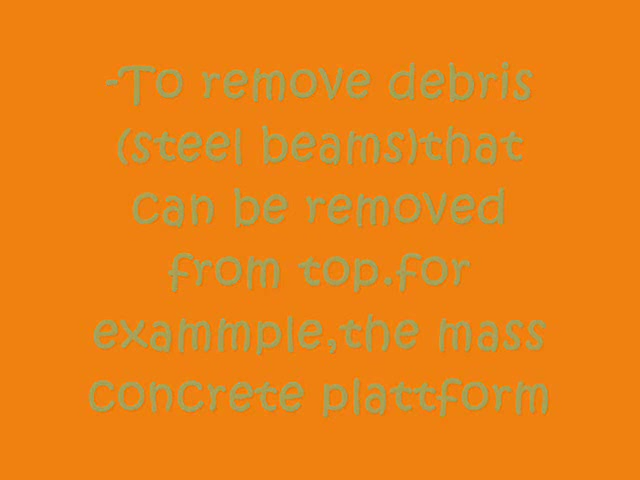 -To remove debris
(steel beams)that
can be removed
from top.for
exammple,the mass
concrete plattform